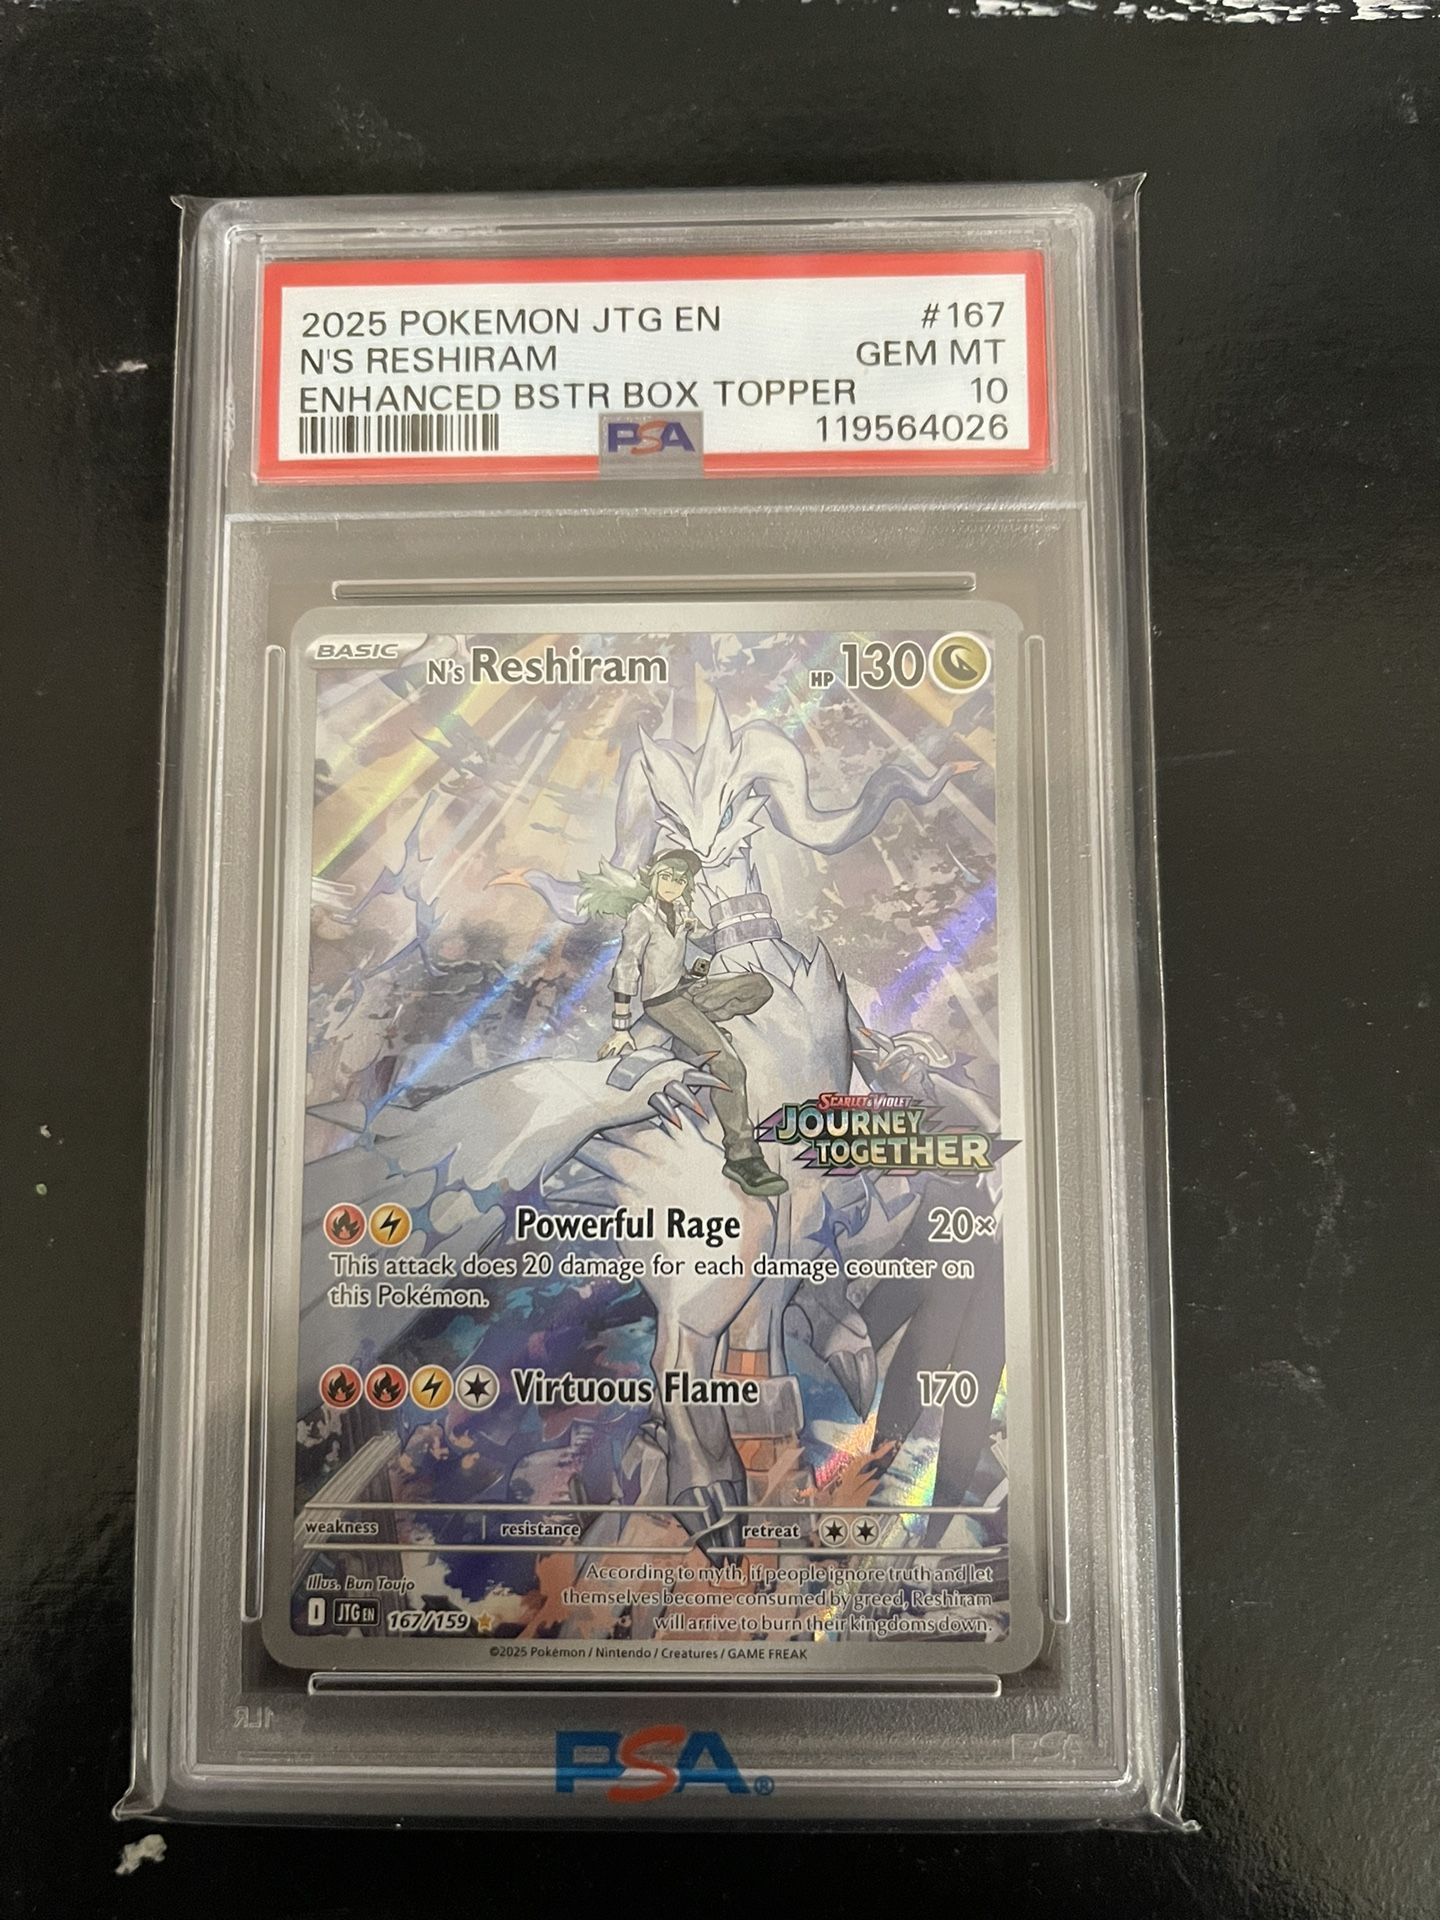 2025 POKEMON JTG EN #167
N'S RESHIRAM GEM MT
ENHANCED BSTR BOX TOPPER 10
PSA 119564026
BASIC N's Reshiram HP 130
SCARLET & VIOLET
JOURNEY
TOGETHER
Powerful Rage 20×
This attack does 20 damage for each damage counter on
this Pokémon.
Virtuous Flame 170
weakness resistance retreat
Illus. Bun Toujo
According to myth, if people ignore truth and let
themselves become consumed by greed, Reshiram
will arrive to burn their kingdoms down.
I JTG EN 167/159
©2025 Pokémon / Nintendo / Creatures / GAME FREAK
1LR PSA
PSA®